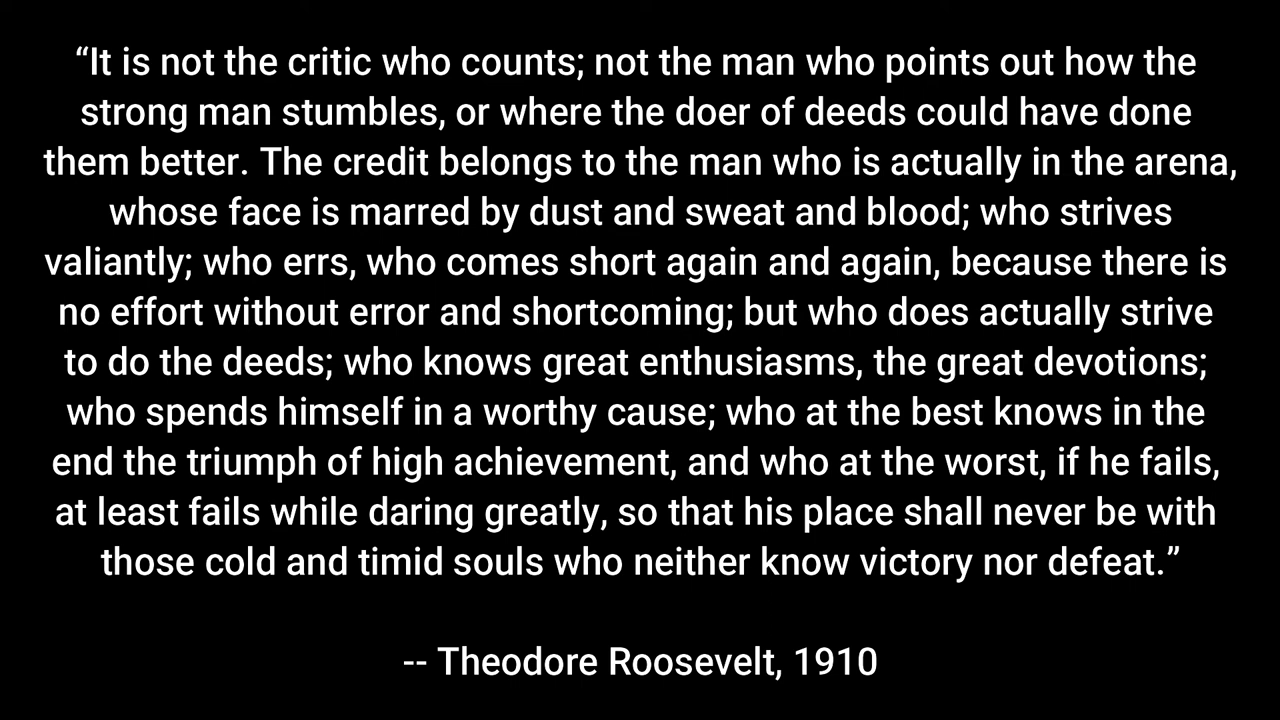 “It is not the critic who counts; not the man who points out how the
strong man stumbles, or where the doer of deeds could have done
them better. The credit belongs to the man who is actually in the arena,
whose face is marred by dust and sweat and blood; who strives
valiantly; who errs, who comes short again and again, because there is
no effort without error and shortcoming; but who does actually strive
to do the deeds; who knows great enthusiasms, the great devotions;
who spends himself in a worthy cause; who at the best knows in the
end the triumph of high achievement, and who at the worst, if he fails,
at least fails while daring greatly, so that his place shall never be with
those cold and timid souls who neither know victory nor defeat.”
-- Theodore Roosevelt, 1910